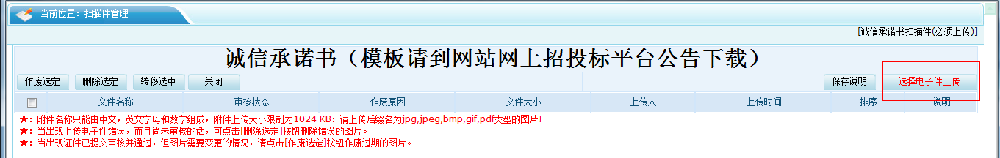 当前位置：扫描件管理
[诚信承诺书扫描件(必须上传)]
诚信承诺书（模板请到网站网上招投标平台公告下载）
作废选定 删除选定 转移选中 关闭 保存说明 选择电子件上传
文件名称 审核状态 作废原因 文件大小 上传人 上传时间 排序 说明
★：附件名称只能由中文，英文字母和数字组成，附件上传大小限制为1024 KB：请上传后缀名为jpg,jpeg,bmp,gif,pdf类型的图片!
★：当出现上传电子件错误，而且尚未审核的话，可点击[删除选定]按钮删除错误的图片。
★：当出现证件已提交审核并通过，但图片需要变更的情况，请点击[作废选定]按钮作废过期的图片。